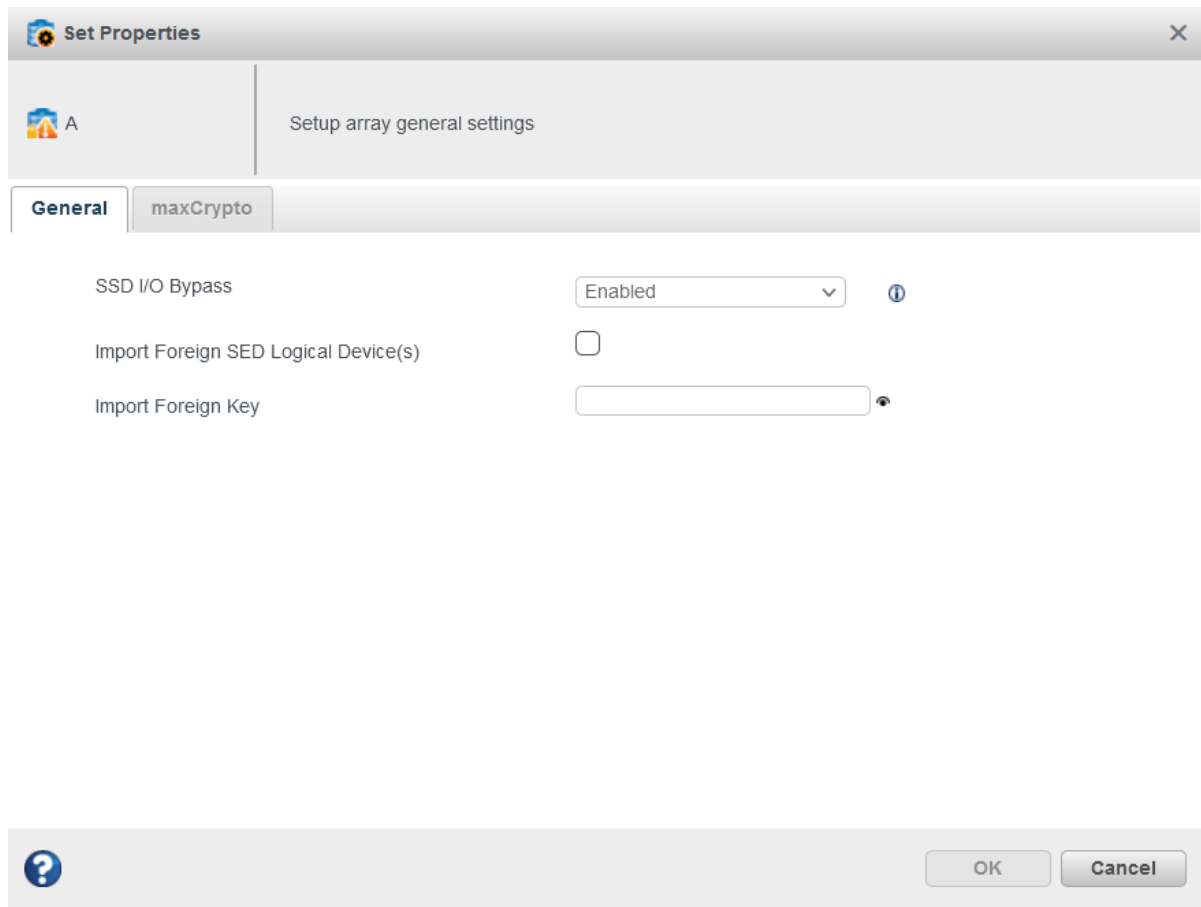 Set Properties
A
Setup array general settings
General
maxCrypto
SSD I/O Bypass
Enabled
Import Foreign SED Logical Device(s)
Import Foreign Key
OK
Cancel